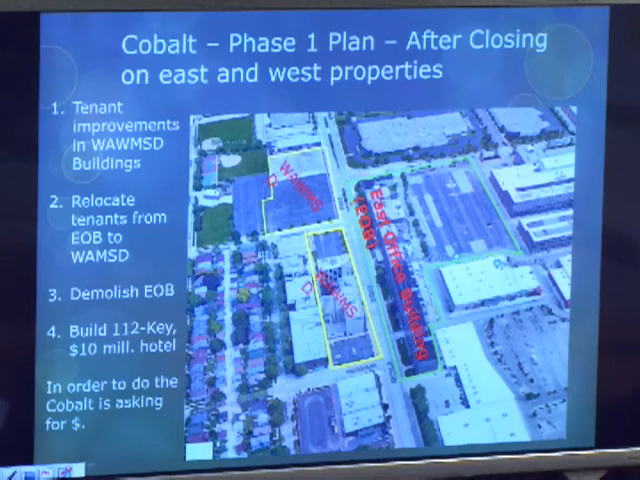 Cobalt – Phase 1 Plan – After Closing
on east and west properties
1. Tenant
improvements
in WAWMSD
Buildings
2. Relocate
tenants from
EOB to
WAMSD
3. Demolish EOB
4. Build 112-Key,
$10 mill. hotel
In order to do the
Cobalt is asking
for $.
WAWMS
D
East Office Building
(EOB)
WAWMS
D